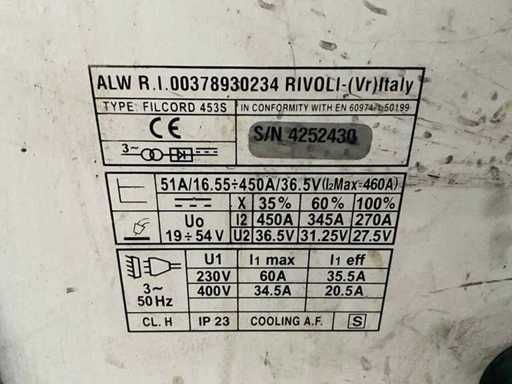 ALW R.I.00378930234 RIVOLI-(Vr)Italy
TYPE: FILCORD 453S IN CONFORMITY WITH EN 60974-1, 50199
CE S/N 4252430
3~
51A/16.55÷450A/36.5V(I2Max=460A)
X 35% 60% 100%
Uo I2 450A 345A 270A
19÷54V U2 36.5V 31.25V 27.5V
U1 I1 max I1 eff
230V 60A 35.5A
3~ 400V 34.5A 20.5A
50Hz
CL. H IP 23 COOLING A.F. S